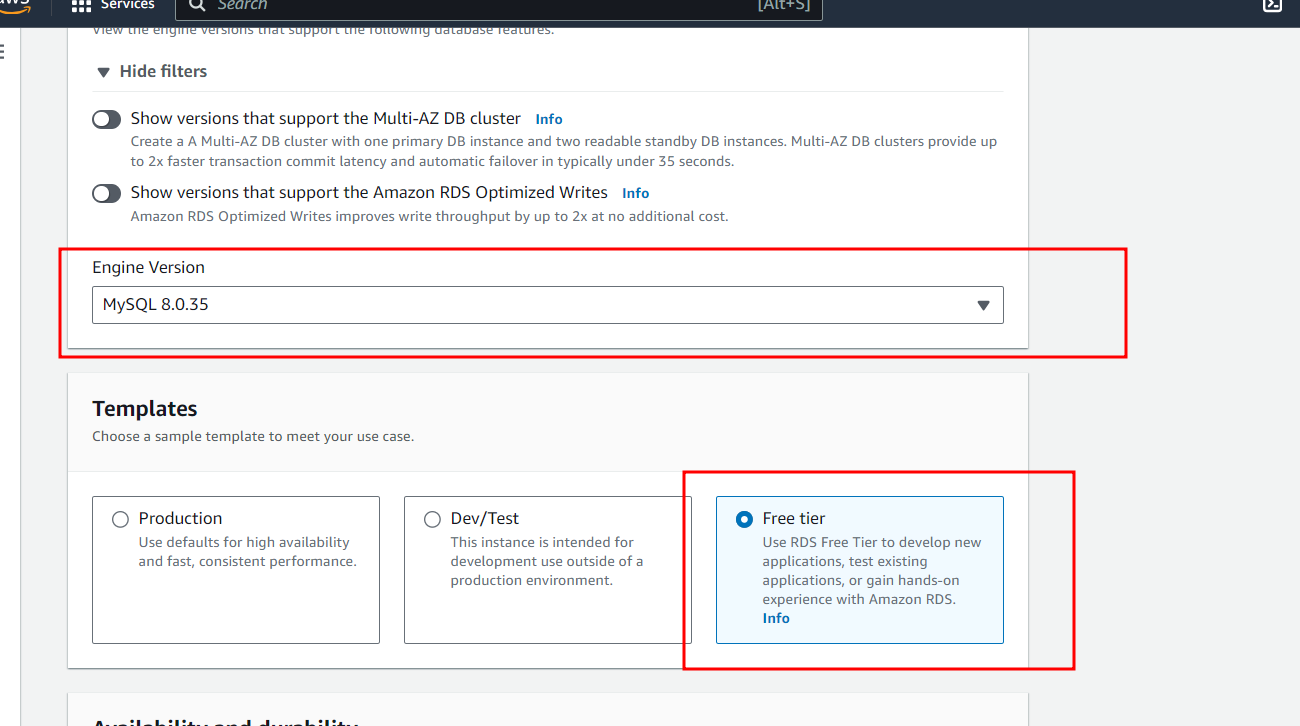 Services
Search
[Alt+S]
View the engine versions that support the following database features.
Hide filters
Show versions that support the Multi-AZ DB cluster Info
Create a A Multi-AZ DB cluster with one primary DB instance and two readable standby DB instances. Multi-AZ DB clusters provide up
to 2x faster transaction commit latency and automatic failover in typically under 35 seconds.
Show versions that support the Amazon RDS Optimized Writes Info
Amazon RDS Optimized Writes improves write throughput by up to 2x at no additional cost.
Engine Version
MySQL 8.0.35
Templates
Choose a sample template to meet your use case.
Production
Use defaults for high availability
and fast, consistent performance.
Dev/Test
This instance is intended for
development use outside of a
production environment.
Free tier
Use RDS Free Tier to develop new
applications, test existing
applications, or gain hands-on
experience with Amazon RDS.
Info
Availability and durability